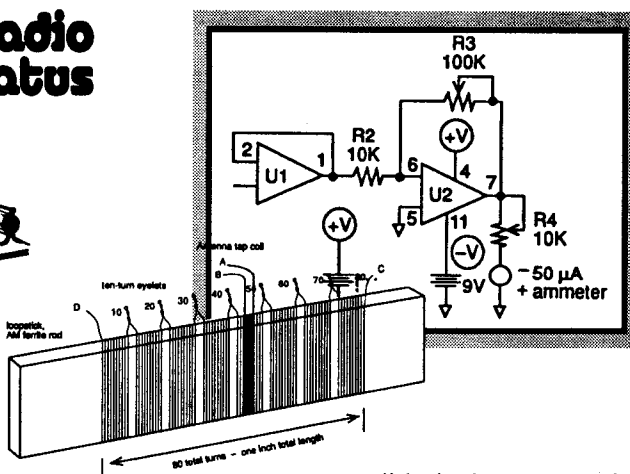 adio
atus
R3
100K
+V
R2
10K
2
1
U1
6
4
7
U2
5
11
R4
10K
+V
-V
9V
- 50 µA
+ ammeter
Antenna tap coil
A
B
C
D
ten-turn eyelets
10
20
30
40
60
70
loopstick,
AM ferrite rod
80 total turns - one inch total length